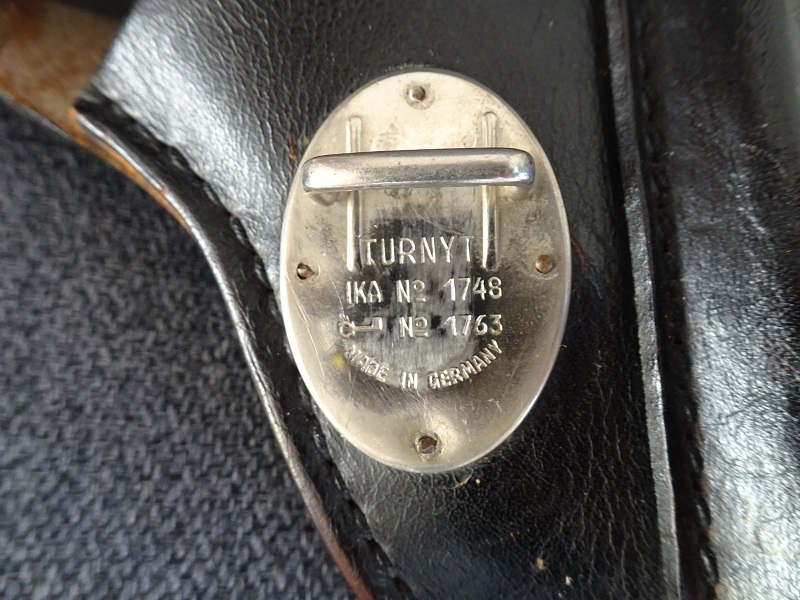 TURNYT
IKA № 1748
№ 1763
MADE IN GERMANY